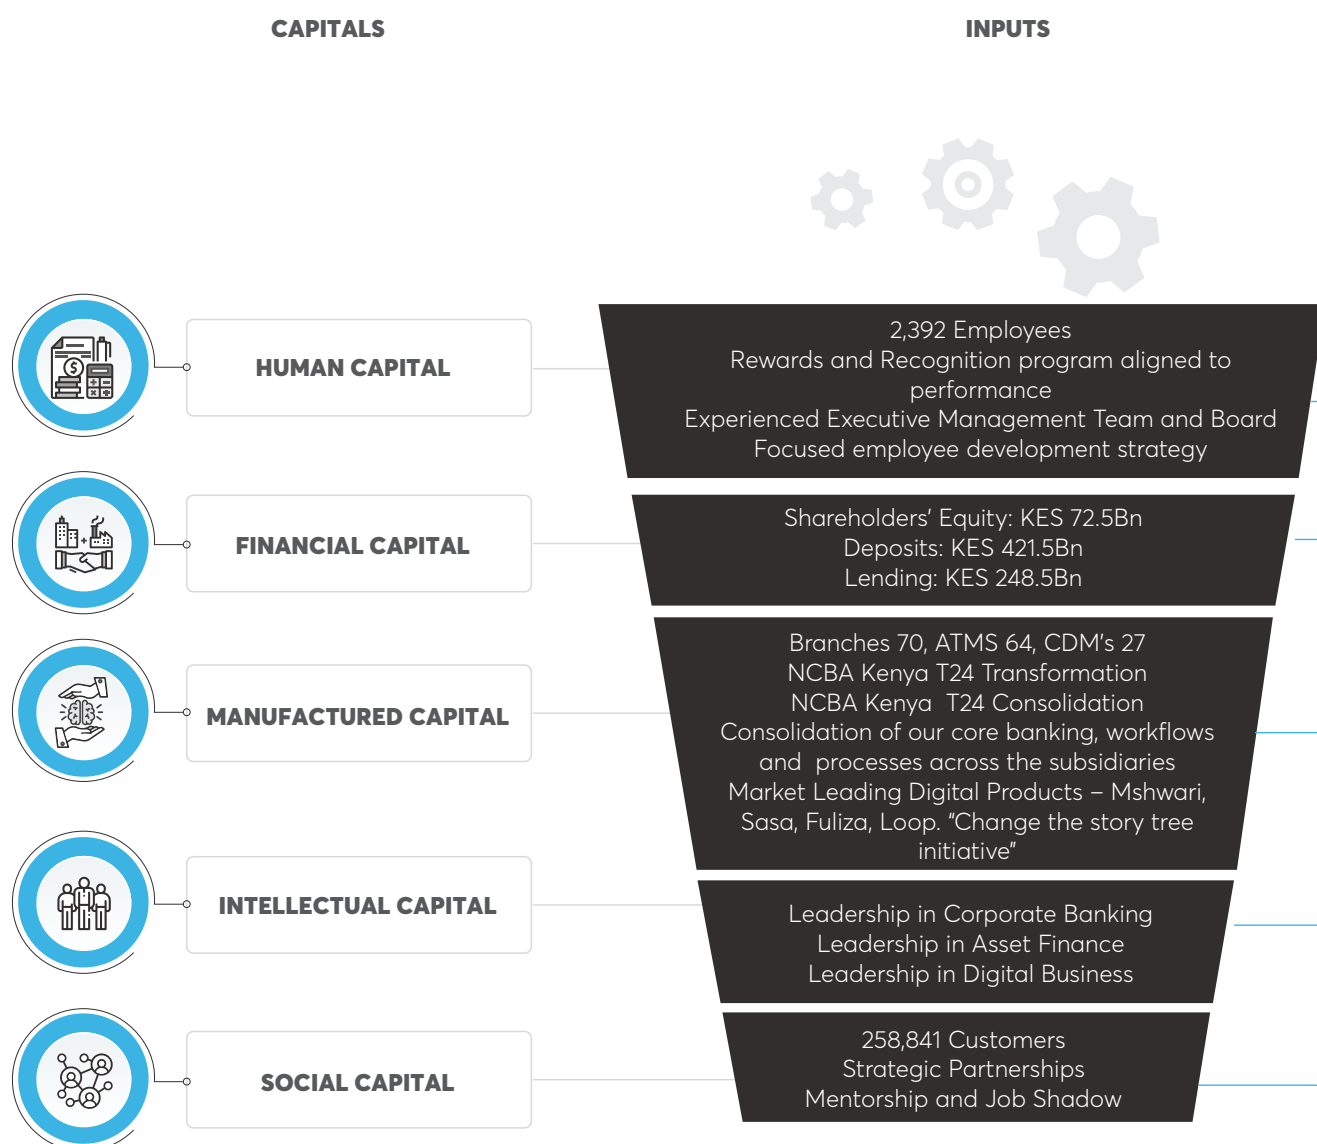 CAPITALS
INPUTS
HUMAN CAPITAL
2,392 Employees
Rewards and Recognition program aligned to
performance
Experienced Executive Management Team and Board
Focused employee development strategy
FINANCIAL CAPITAL
Shareholders’ Equity: KES 72.5Bn
Deposits: KES 421.5Bn
Lending: KES 248.5Bn
MANUFACTURED CAPITAL
Branches 70, ATMS 64, CDM’s 27
NCBA Kenya T24 Transformation
NCBA Kenya  T24 Consolidation
Consolidation of our core banking, workflows
and  processes across the subsidiaries
Market Leading Digital Products – Mshwari,
Sasa, Fuliza, Loop. “Change the story tree
initiative”
INTELLECTUAL CAPITAL
Leadership in Corporate Banking
Leadership in Asset Finance
Leadership in Digital Business
SOCIAL CAPITAL
258,841 Customers
Strategic Partnerships
Mentorship and Job Shadow